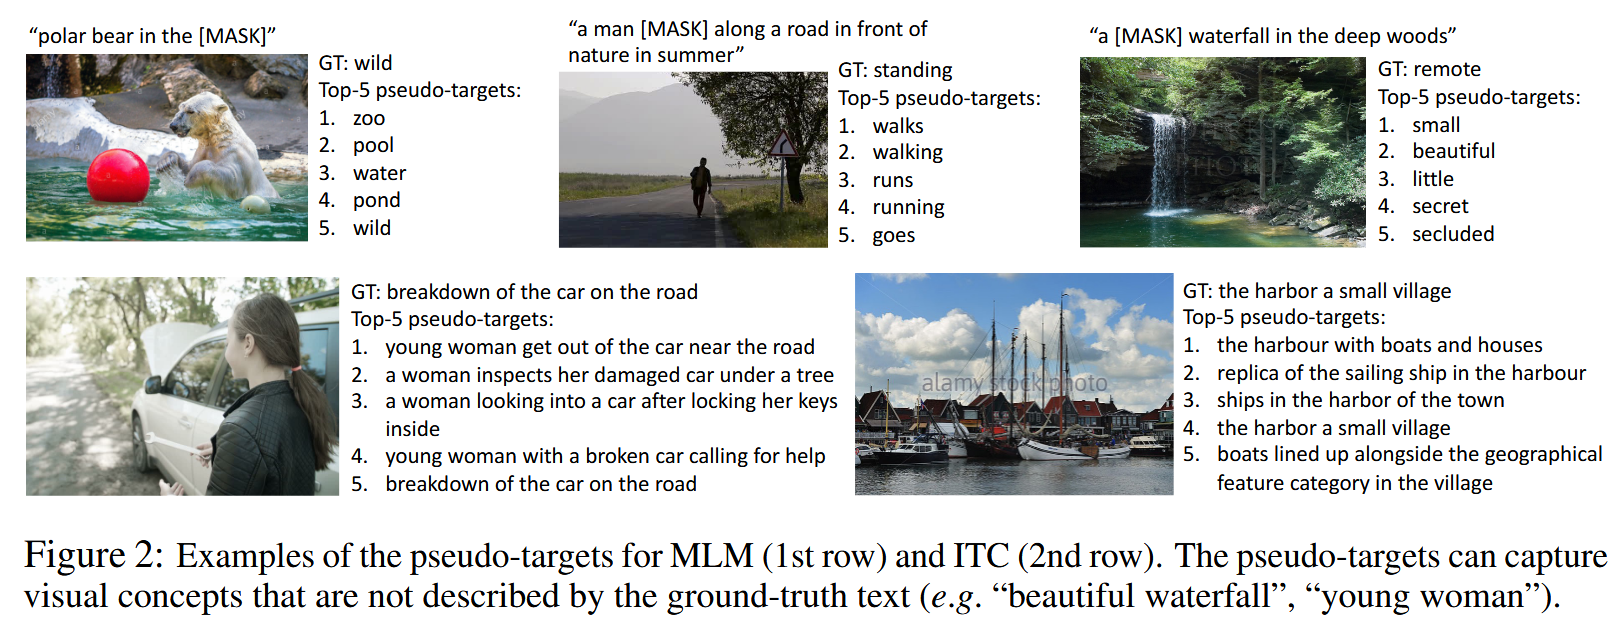 “polar bear in the [MASK]”
GT: wild
Top-5 pseudo-targets:
1. zoo
2. pool
3. water
4. pond
5. wild
“a man [MASK] along a road in front of
nature in summer”
GT: standing
Top-5 pseudo-targets:
1. walks
2. walking
3. runs
4. running
5. goes
“a [MASK] waterfall in the deep woods”
GT: remote
Top-5 pseudo-targets:
1. small
2. beautiful
3. little
4. secret
5. secluded
GT: breakdown of the car on the road
Top-5 pseudo-targets:
1. young woman get out of the car near the road
2. a woman inspects her damaged car under a tree
3. a woman looking into a car after locking her keys
inside
4. young woman with a broken car calling for help
5. breakdown of the car on the road
alamy stock photo
GT: the harbor a small village
Top-5 pseudo-targets:
1. the harbour with boats and houses
2. replica of the sailing ship in the harbour
3. ships in the harbor of the town
4. the harbor a small village
5. boats lined up alongside the geographical
feature category in the village
Figure 2: Examples of the pseudo-targets for MLM (1st row) and ITC (2nd row). The pseudo-targets can capture
visual concepts that are not described by the ground-truth text (e.g. “beautiful waterfall”, “young woman”).